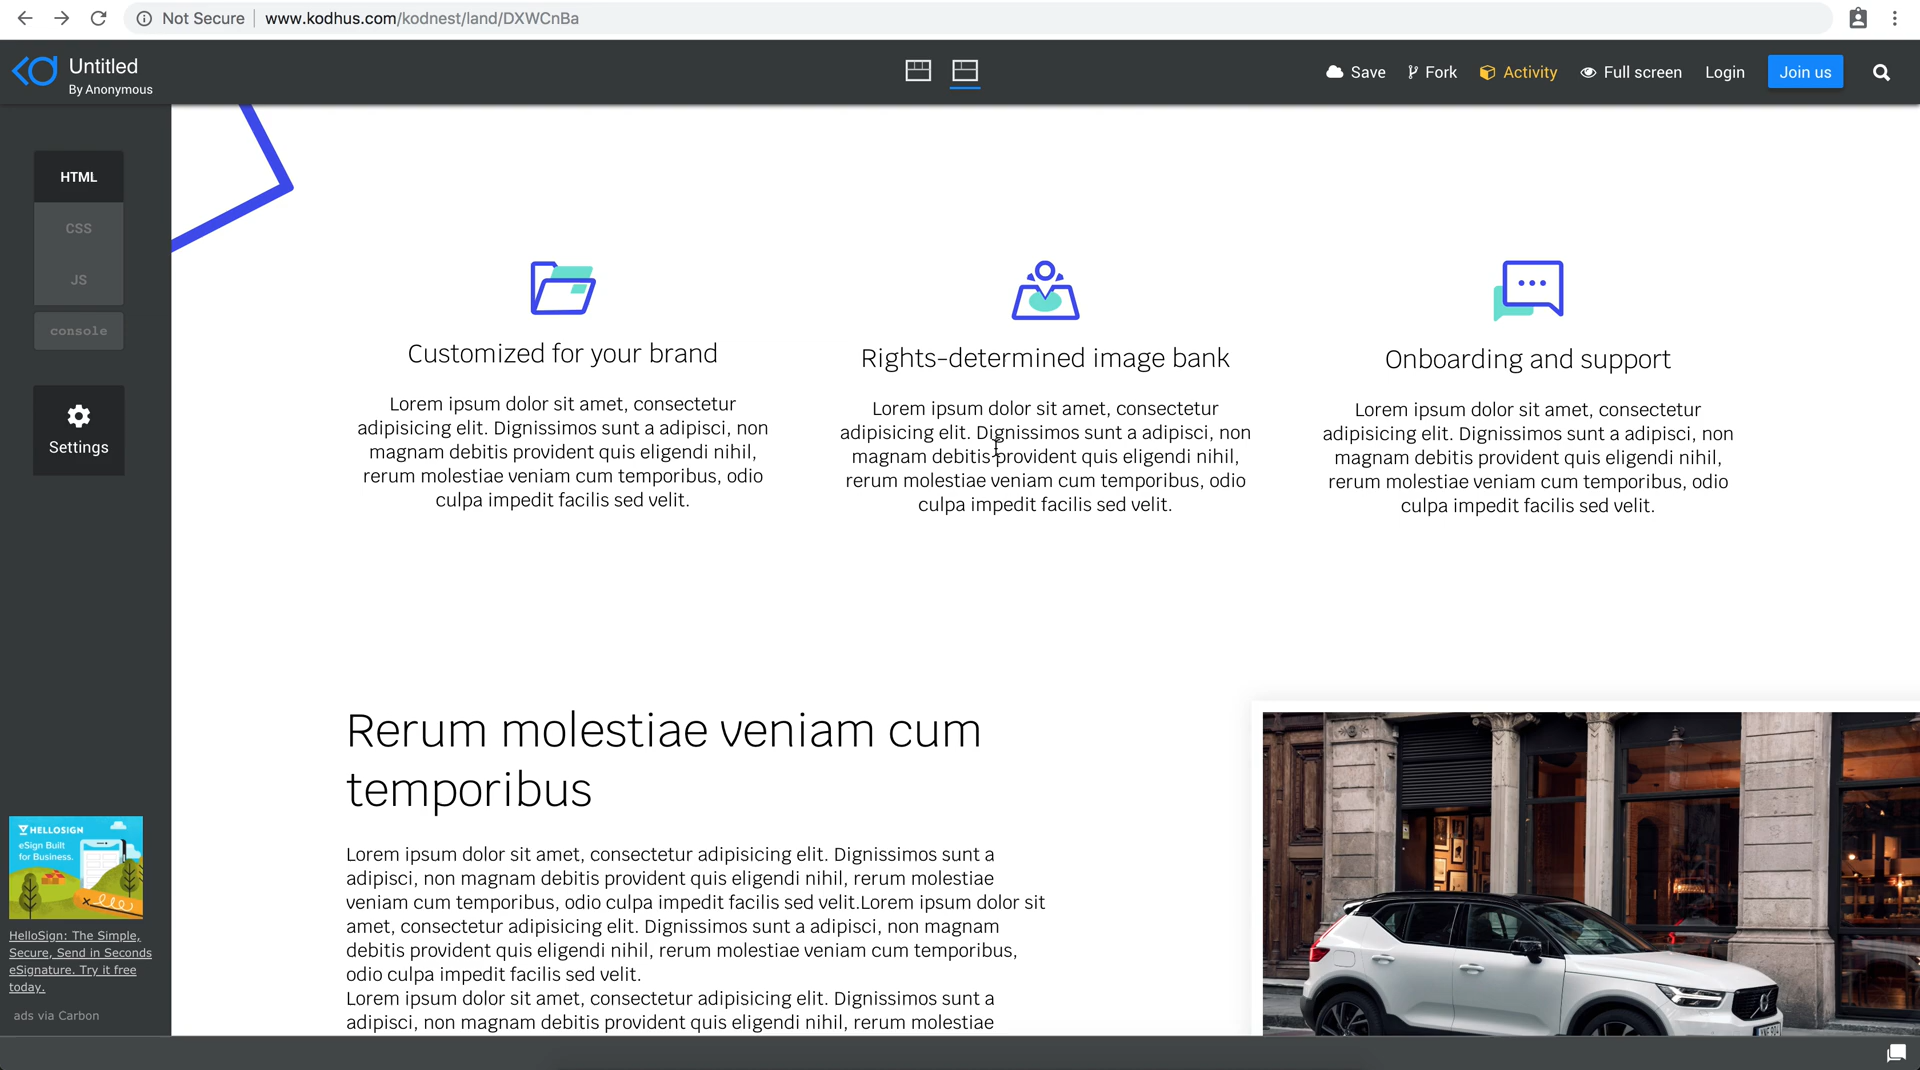 Not Secure
www.kodhus.com/kodnest/land/DXWCnBa
Untitled
By Anonymous
Save
Fork
Activity
Full screen
Login
Join us
HTML
CSS
JS
console
Settings
Customized for your brand
Lorem ipsum dolor sit amet, consectetur
adipisicing elit. Dignissimos sunt a adipisci, non
magnam debitis provident quis eligendi nihil,
rerum molestiae veniam cum temporibus, odio
culpa impedit facilis sed velit.
Rights-determined image bank
Lorem ipsum dolor sit amet, consectetur
adipisicing elit. Dignissimos sunt a adipisci, non
magnam debitis provident quis eligendi nihil,
rerum molestiae veniam cum temporibus, odio
culpa impedit facilis sed velit.
Onboarding and support
Lorem ipsum dolor sit amet, consectetur
adipisicing elit. Dignissimos sunt a adipisci, non
magnam debitis provident quis eligendi nihil,
rerum molestiae veniam cum temporibus, odio
culpa impedit facilis sed velit.
Rerum molestiae veniam cum
temporibus
Lorem ipsum dolor sit amet, consectetur adipisicing elit. Dignissimos sunt a
adipisci, non magnam debitis provident quis eligendi nihil, rerum molestiae
veniam cum temporibus, odio culpa impedit facilis sed velit.Lorem ipsum dolor sit
amet, consectetur adipisicing elit. Dignissimos sunt a adipisci, non magnam
debitis provident quis eligendi nihil, rerum molestiae veniam cum temporibus,
odio culpa impedit facilis sed velit.
Lorem ipsum dolor sit amet, consectetur adipisicing elit. Dignissimos sunt a
adipisci, non magnam debitis provident quis eligendi nihil, rerum molestiae
HELLOSIGN
eSign Built
for Business.
HelloSign: The Simple,
Secure, Send in Seconds
eSignature. Try it free
today.
ads via Carbon